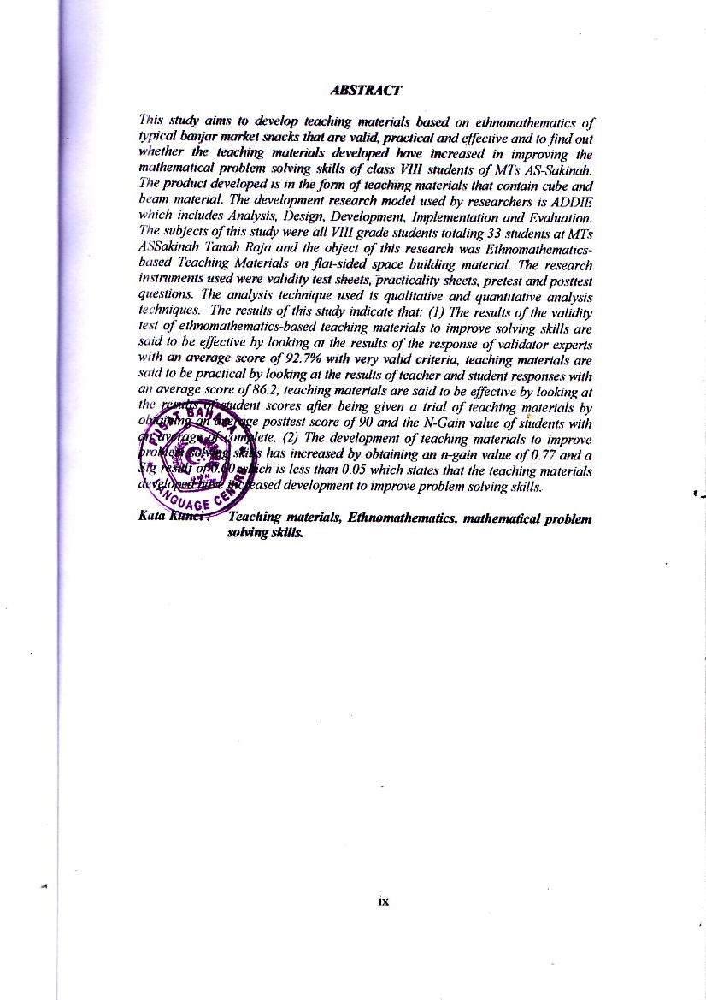 ABSTRACT
This study aims to develop teaching materials based on ethnomathematics of
typical banjar market snacks that are valid, practical and effective and to find out
whether the teaching materials developed have increased in improving the
mathematical problem solving skills of class VIII students of MTs AS-Sakinah.
The product developed is in the form of teaching materials that contain cube and
beam material. The development research model used by researchers is ADDIE
which includes Analysis, Design, Development, Implementation and Evaluation.
The subjects of this study were all VIII grade students totaling 33 students at MTs
ASSakinah Tanah Raja and the object of this research was Ethnomathematics-
based Teaching Materials on flat-sided space building material. The research
instruments used were validity test sheets, practicality sheets, pretest and posttest
questions. The analysis technique used is qualitative and quantitative analysis
techniques. The results of this study indicate that: (1) The results of the validity
test of ethnomathematics-based teaching materials to improve solving skills are
said to be effective by looking at the results of the response of validator experts
with an average score of 92.7% with very valid criteria, teaching materials are
said to be practical by looking at the results of teacher and student responses with
an average score of 86.2, teaching materials are said to be effective by looking at
the results of student scores after being given a trial of teaching materials by
obtaining an average posttest score of 90 and the N-Gain value of students with
an average of complete. (2) The development of teaching materials to improve
problem solving skills has increased by obtaining an n-gain value of 0.77 and a
Sig result of 0.00 which is less than 0.05 which states that the teaching materials
developed have increased development to improve problem solving skills.
PUSAT BAHASA
LANGUAGE CENTRE
Kata Kunci : Teaching materials, Ethnomathematics, mathematical problem
solving skills.
ix